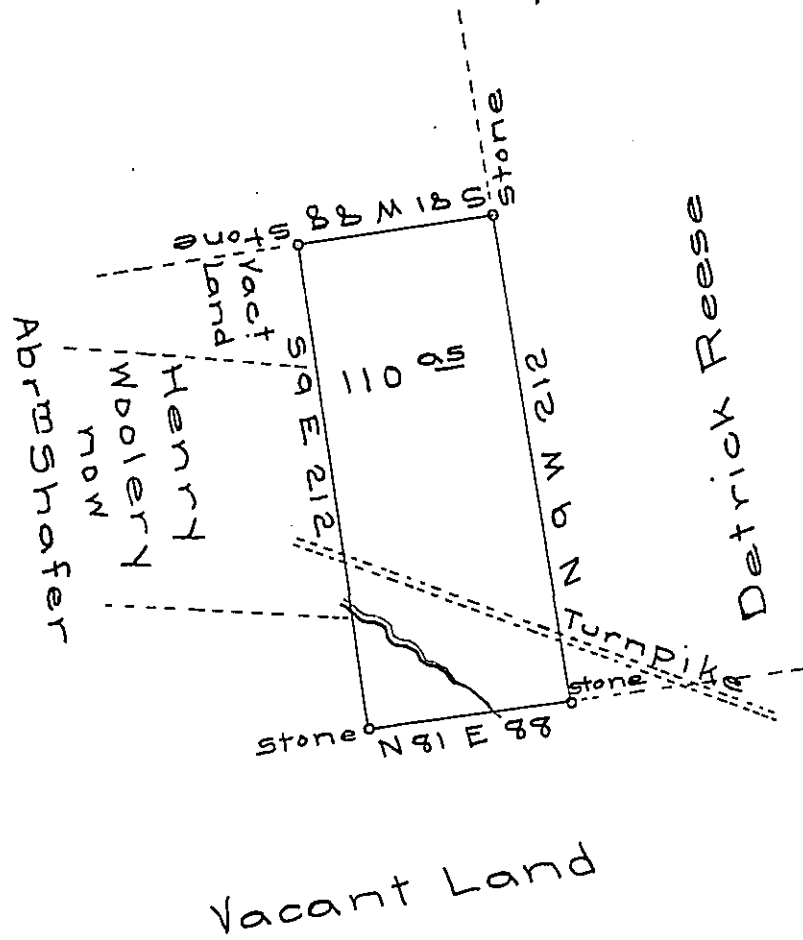 stone
S 81 W 88
stone
Vact
Land
S 9 E 212
110 as
N 9 W 212
Detrick Reese
Henry
Woolery
now
Abrm Shafer
Turnpike
stone
stone
N 81 E 88
Vacant Land